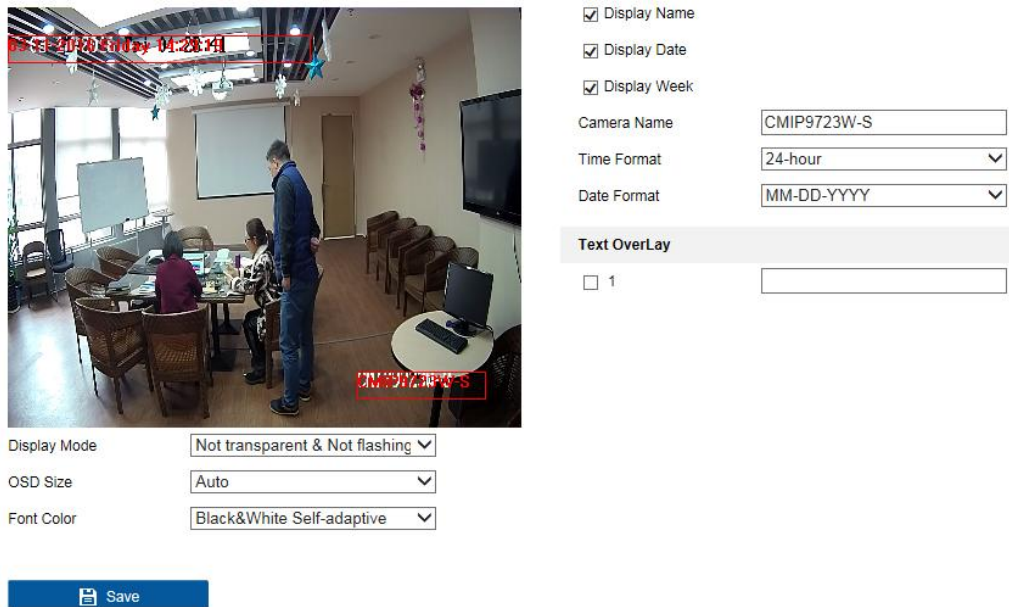 Display Name
Display Date
Display Week
Camera Name CMIP9723W-S
Time Format 24-hour
Date Format MM-DD-YYYY
Text OverLay
1
Display Mode Not transparent & Not flashing
OSD Size Auto
Font Color Black&White Self-adaptive
Save